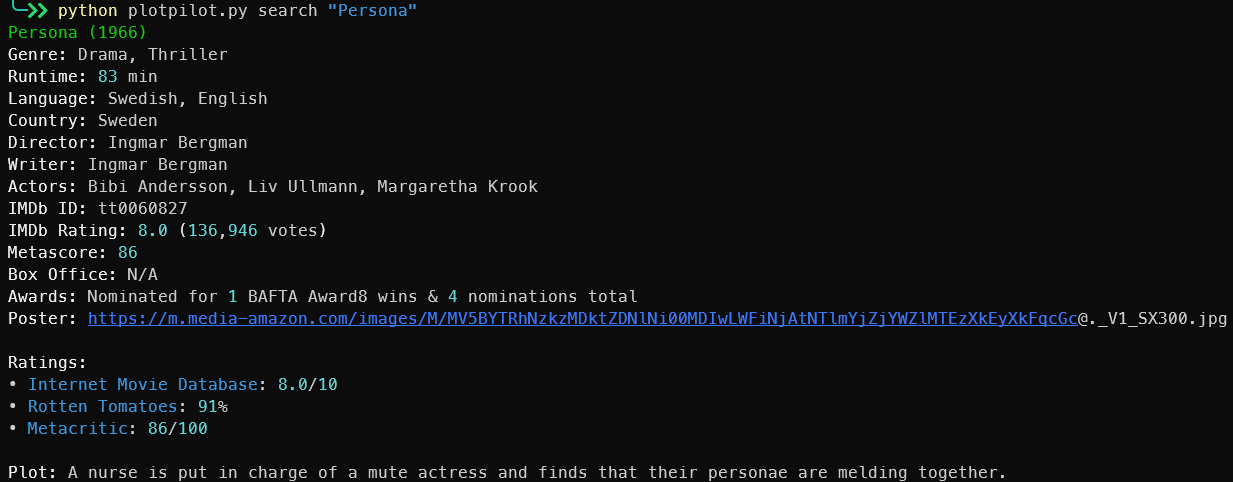 python plotpilot.py search "Persona"
Persona (1966)
Genre: Drama, Thriller
Runtime: 83 min
Language: Swedish, English
Country: Sweden
Director: Ingmar Bergman
Writer: Ingmar Bergman
Actors: Bibi Andersson, Liv Ullmann, Margaretha Krook
IMDb ID: tt0060827
IMDb Rating: 8.0 (136,946 votes)
Metascore: 86
Box Office: N/A
Awards: Nominated for 1 BAFTA Award8 wins & 4 nominations total
Poster: https://m.media-amazon.com/images/M/MV5BYTRhNzkzMDktZDNlNi00MDIwLWFiNjAtNTlmYjZjYWZlMTEzXkEyXkFqcGc@._V1_SX300.jpg
Ratings:
• Internet Movie Database: 8.0/10
• Rotten Tomatoes: 91%
• Metacritic: 86/100
Plot: A nurse is put in charge of a mute actress and finds that their personae are melding together.